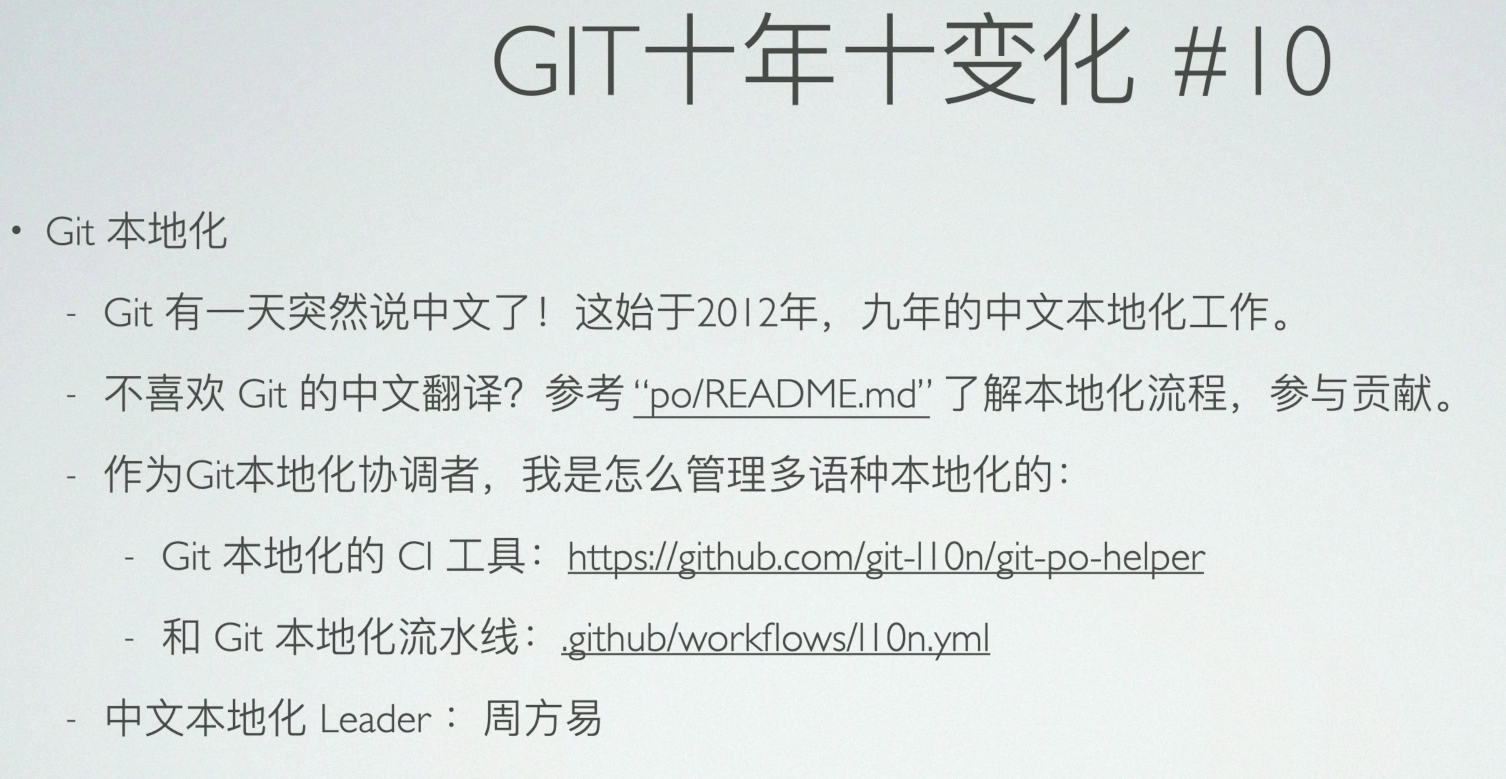 GIT十年十变化 #10
• Git 本地化
- Git 有一天突然说中文了！这始于2012年，九年的中文本地化工作。
- 不喜欢 Git 的中文翻译？参考 “po/README.md” 了解本地化流程，参与贡献。
- 作为Git本地化协调者，我是怎么管理多语种本地化的：
- Git 本地化的 CI 工具：https://github.com/git-l10n/git-po-helper
- 和 Git 本地化流水线：.github/workflows/l10n.yml
- 中文本地化 Leader： 周方易